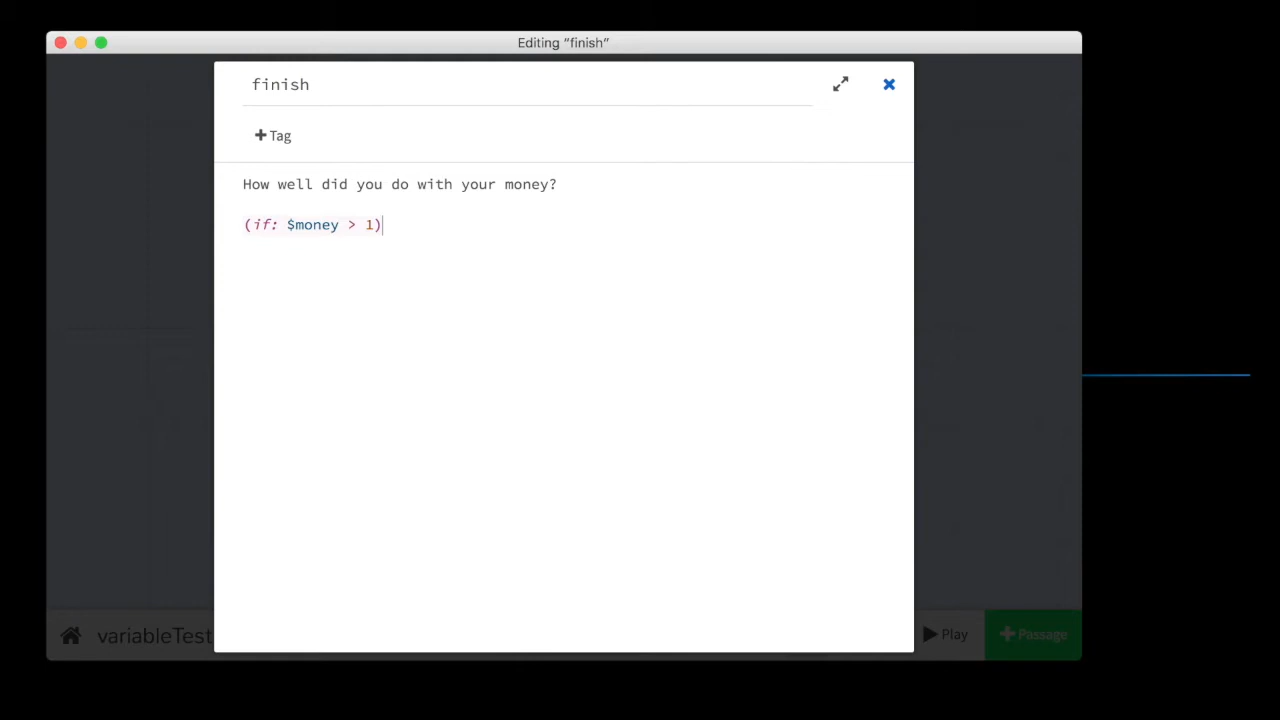 Editing “finish”
finish
+ Tag
How well did you do with your money?
(if: $money > 1)
variableTest
Play
+ Passage